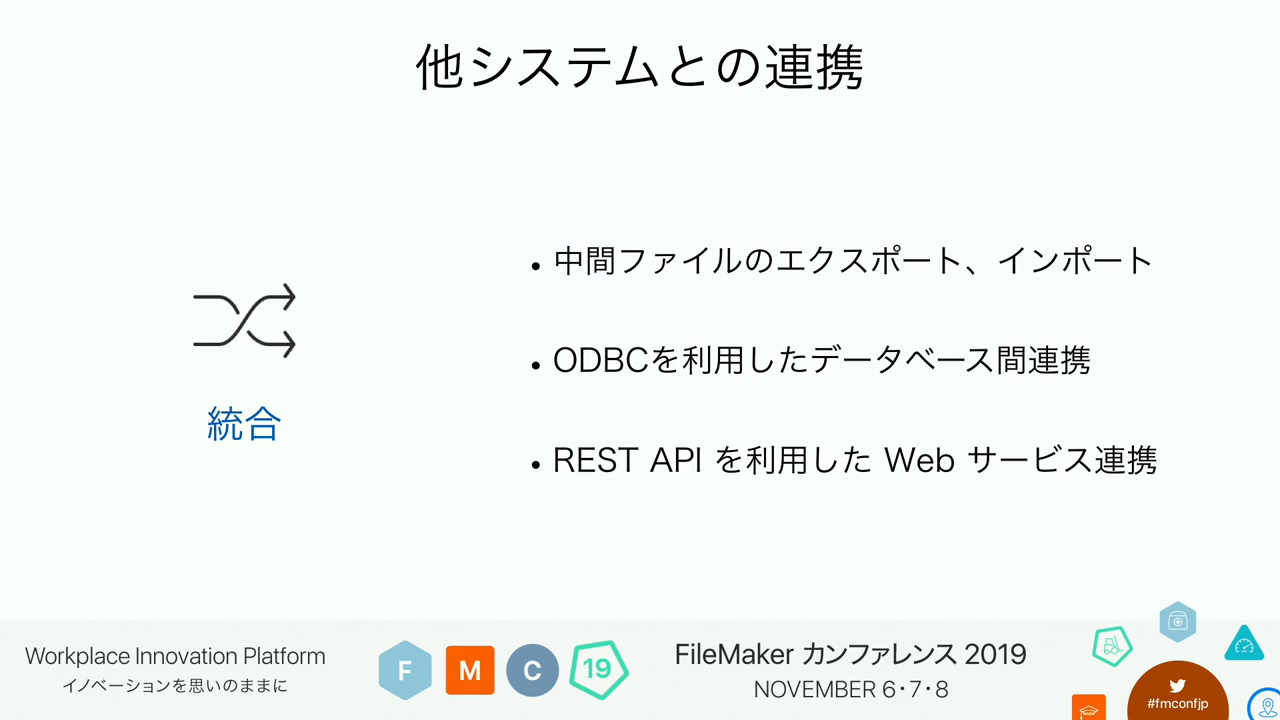 他システムとの連携
• 中間ファイルのエクスポート、インポート
• ODBCを利用したデータベース間連携
• REST API を利用した Web サービス連携
統合
Workplace Innovation Platform
イノベーションを思いのままに
F M C 19
FileMaker カンファレンス 2019
NOVEMBER 6・7・8
#fmconfjp